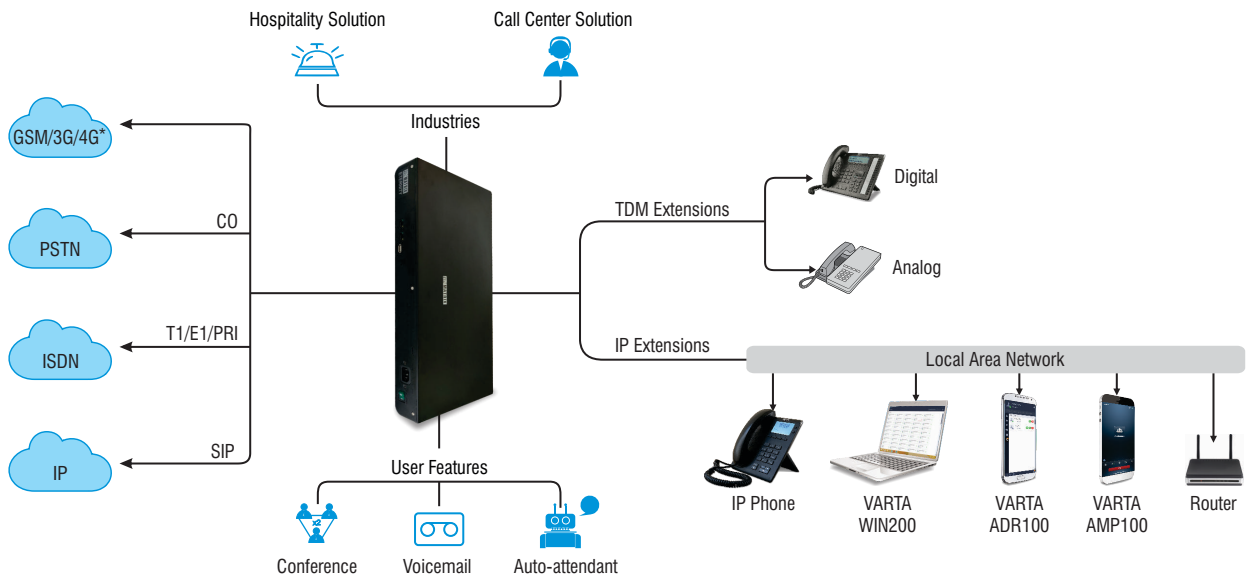 Hospitality Solution
Call Center Solution
Industries
GSM/3G/4G*
CO
PSTN
T1/E1/PRI
ISDN
SIP
IP
TDM Extensions
Digital
Analog
IP Extensions
Local Area Network
IP Phone
VARTA
WIN200
VARTA
ADR100
VARTA
AMP100
Router
User Features
x2
Conference
Voicemail
Auto-attendant